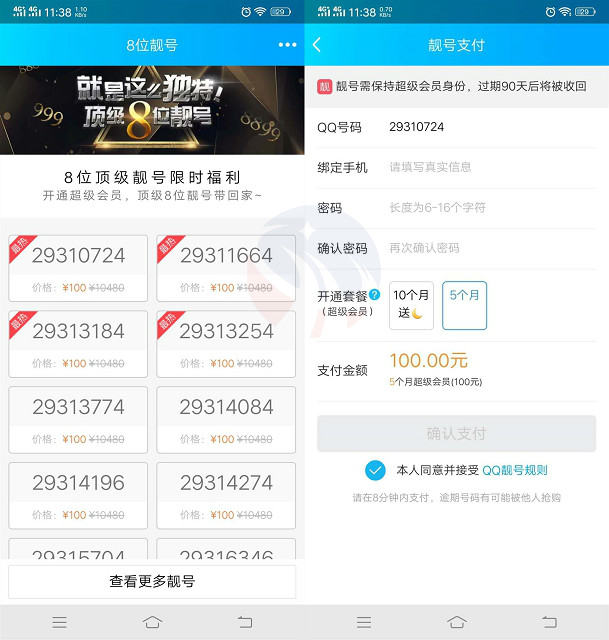 4G 4G 11:38 1.10 KB/s 29
8位靓号
就是这么独特!
顶级8位靓号
999
8899
8位顶级靓号限时福利
开通超级会员，顶级8位靓号带回家~
最热
29310724
价格：¥100 ¥10480
最热
29311664
价格：¥100 ¥10480
最热
29313184
价格：¥100 ¥10480
最热
29313254
价格：¥100 ¥10480
29313774
价格：¥100 ¥10480
29314084
价格：¥100 ¥10480
29314196
价格：¥100 ¥10480
29314274
价格：¥100 ¥10480
29315704
29316346
查看更多靓号
4G 4G 11:38 0.70 KB/s 29
靓号支付
靓 靓号需保持超级会员身份，过期90天后将被收回
QQ号码 29310724
绑定手机 请填写真实信息
密码 长度为6-16个字符
确认密码 再次确认密码
开通套餐 ?
（超级会员）
10个月
送
5个月
支付金额 100.00元
5个月超级会员(100元)
确认支付
本人同意并接受 QQ靓号规则
请在8分钟内支付，逾期号码有可能被他人抢购